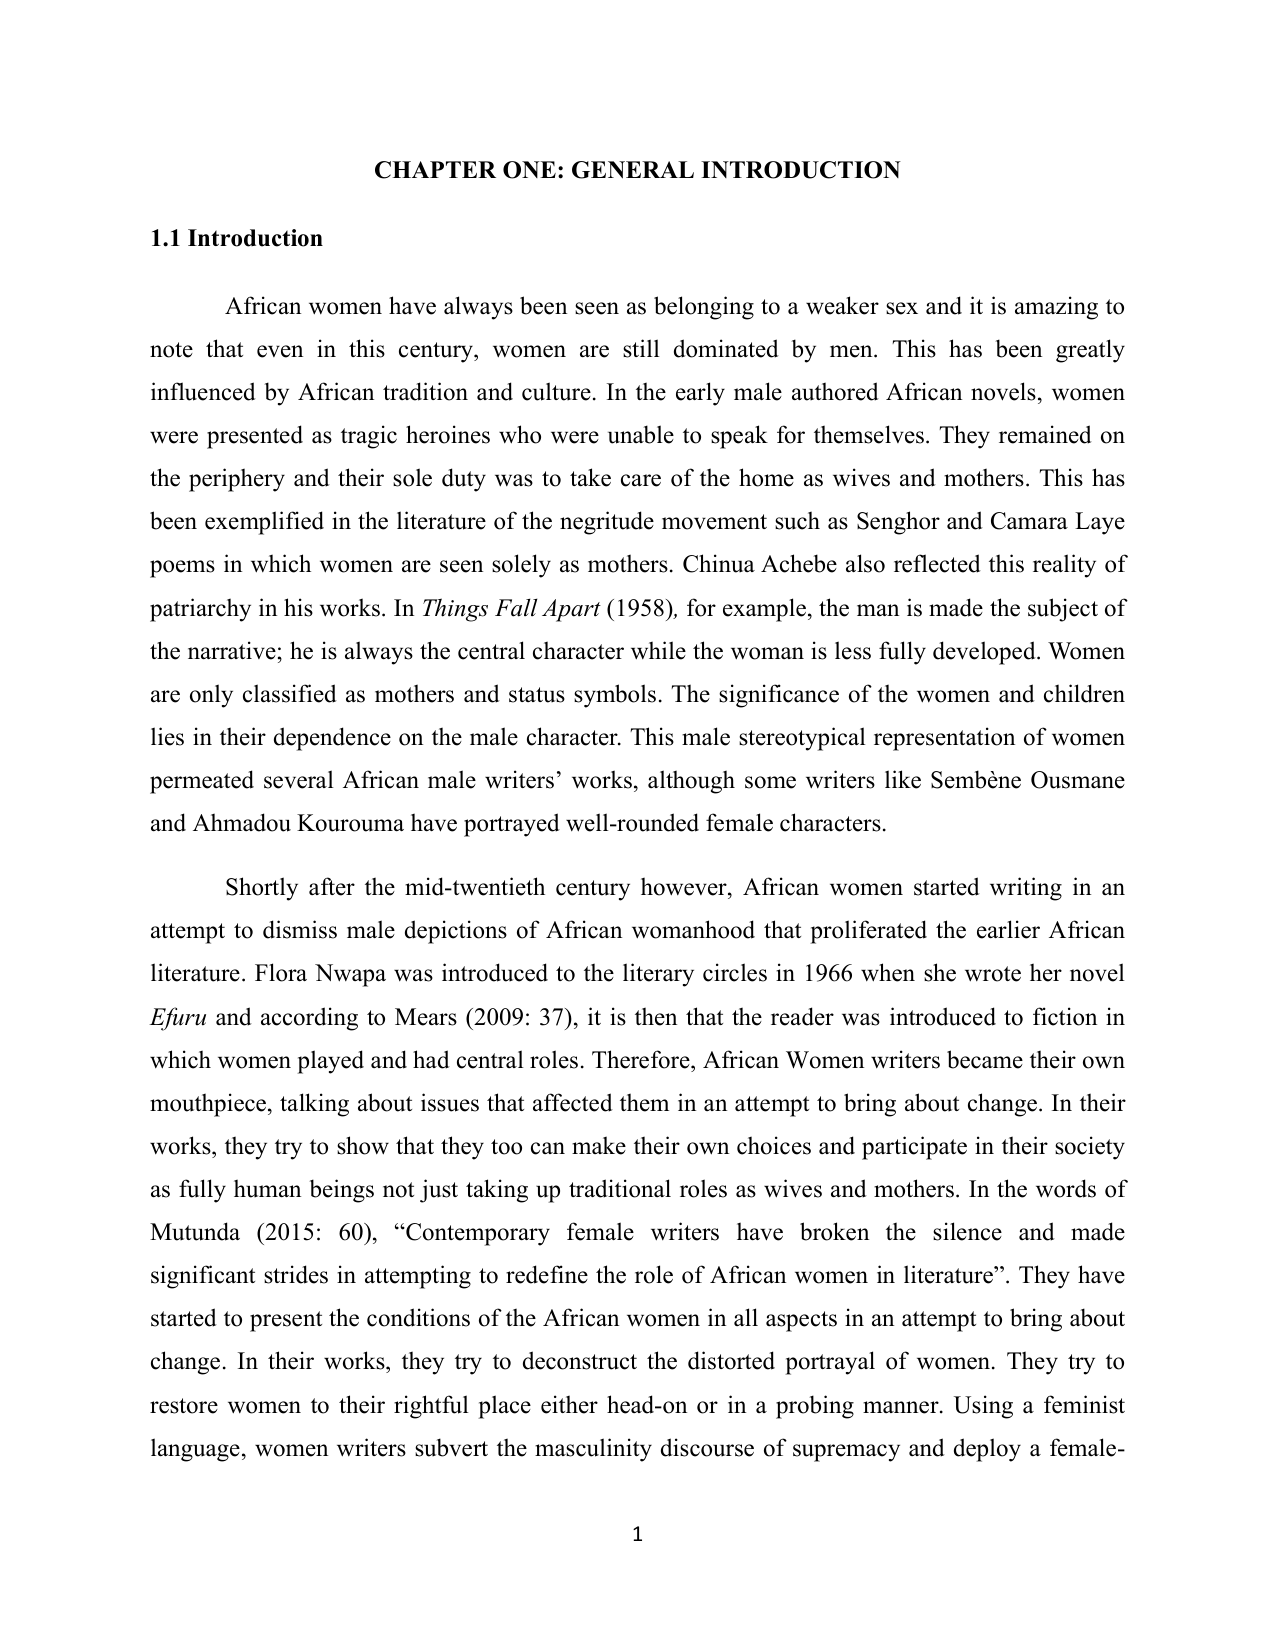 CHAPTER ONE: GENERAL INTRODUCTION
1.1 Introduction
African women have always been seen as belonging to a weaker sex and it is amazing to
note that even in this century, women are still dominated by men. This has been greatly
influenced by African tradition and culture. In the early male authored African novels, women
were presented as tragic heroines who were unable to speak for themselves. They remained on
the periphery and their sole duty was to take care of the home as wives and mothers. This has
been exemplified in the literature of the negritude movement such as Senghor and Camara Laye
poems in which women are seen solely as mothers. Chinua Achebe also reflected this reality of
patriarchy in his works. In Things Fall Apart (1958), for example, the man is made the subject of
the narrative; he is always the central character while the woman is less fully developed. Women
are only classified as mothers and status symbols. The significance of the women and children
lies in their dependence on the male character. This male stereotypical representation of women
permeated several African male writers’ works, although some writers like Sembène Ousmane
and Ahmadou Kourouma have portrayed well-rounded female characters.
Shortly after the mid-twentieth century however, African women started writing in an
attempt to dismiss male depictions of African womanhood that proliferated the earlier African
literature. Flora Nwapa was introduced to the literary circles in 1966 when she wrote her novel
Efuru and according to Mears (2009: 37), it is then that the reader was introduced to fiction in
which women played and had central roles. Therefore, African Women writers became their own
mouthpiece, talking about issues that affected them in an attempt to bring about change. In their
works, they try to show that they too can make their own choices and participate in their society
as fully human beings not just taking up traditional roles as wives and mothers. In the words of
Mutunda (2015: 60), “Contemporary female writers have broken the silence and made
significant strides in attempting to redefine the role of African women in literature”. They have
started to present the conditions of the African women in all aspects in an attempt to bring about
change. In their works, they try to deconstruct the distorted portrayal of women. They try to
restore women to their rightful place either head-on or in a probing manner. Using a feminist
language, women writers subvert the masculinity discourse of supremacy and deploy a female-
1